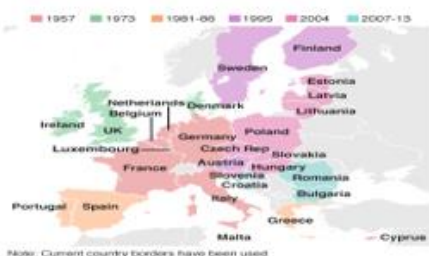 1957 1973 1981-86 1995 2004 2007-13
Finland
Sweden
Estonia
Latvia
Lithuania
Netherlands Denmark
Belgium
Ireland
UK
Germany Poland
Luxembourg Czech Rep
Slovakia
France Austria Hungary
Slovenia Romania
Croatia
Bulgaria
Italy
Portugal Spain
Greece
Malta Cyprus
Note: Current country borders have been used